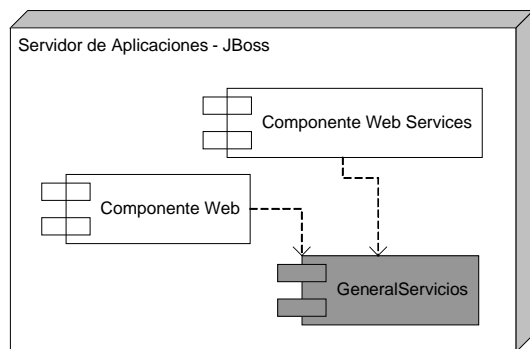 Servidor de Aplicaciones - JBoss
Componente Web Services
Componente Web
GeneralServicios